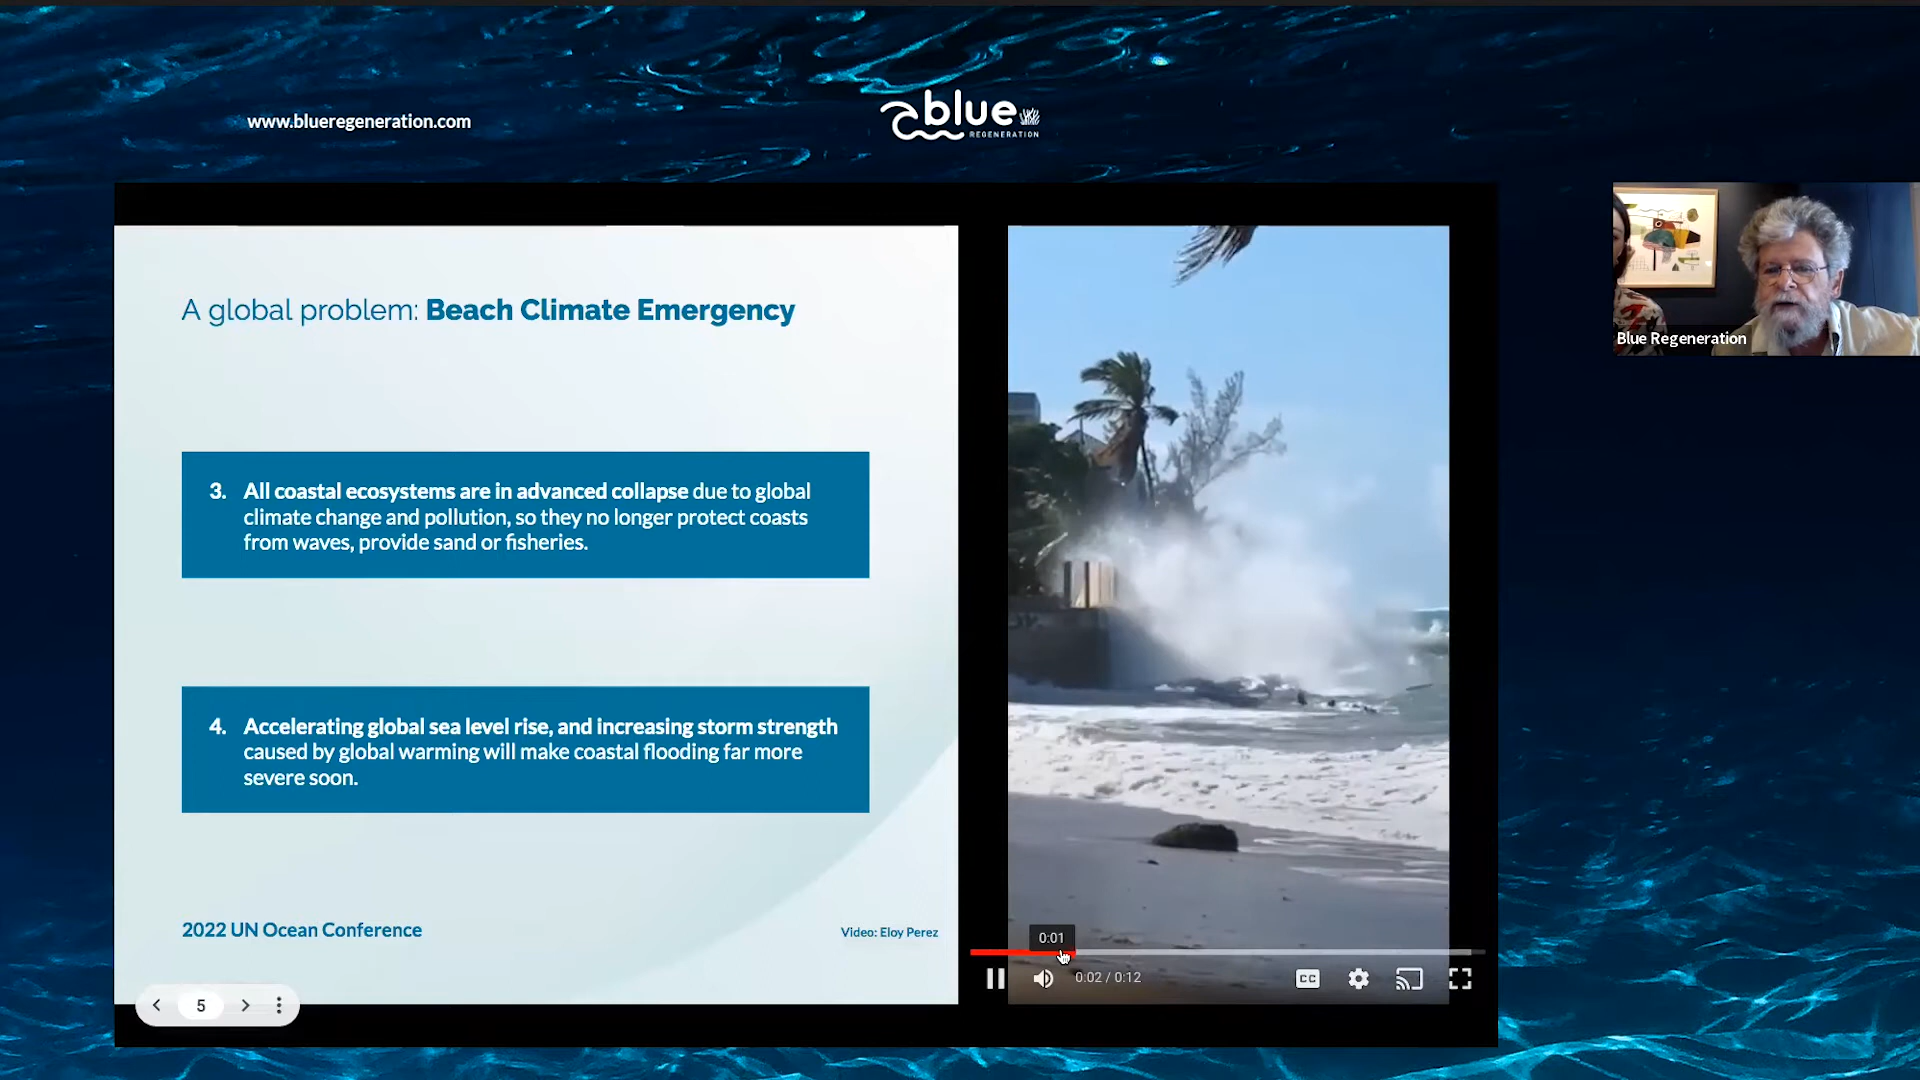 www.blueregeneration.com
blue
REGENERATION
A global problem: Beach Climate Emergency
3. All coastal ecosystems are in advanced collapse due to global
climate change and pollution, so they no longer protect coasts
from waves, provide sand or fisheries.
4. Accelerating global sea level rise, and increasing storm strength
caused by global warming will make coastal flooding far more
severe soon.
2022 UN Ocean Conference
Video: Eloy Perez
5
0:01
0:02 / 0:12
CC
Blue Regeneration